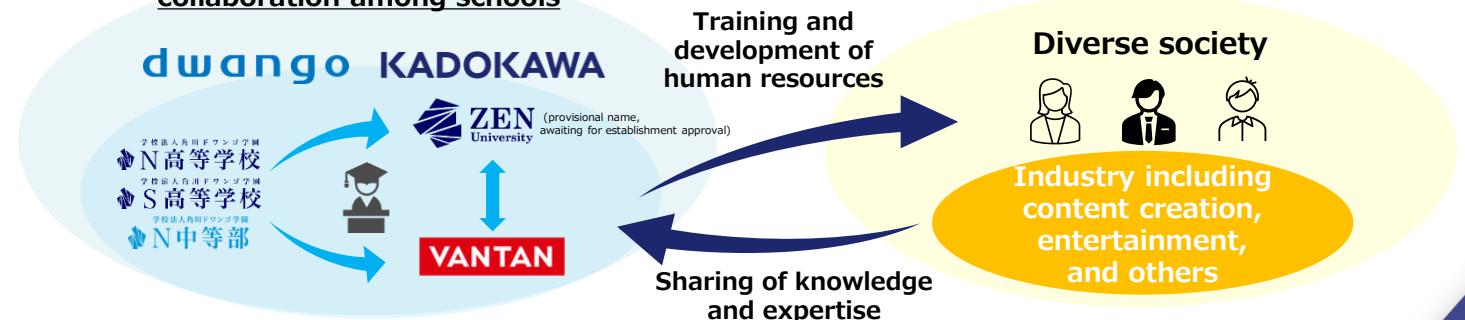 collaboration among schools
dwango KADOKAWA
Training and
development of
human resources
Diverse society
ZEN
University
(provisional name,
awaiting for establishment approval)
学校法人角川ドワンゴ学園
N高等学校
学校法人角川ドワンゴ学園
S高等学校
学校法人角川ドワンゴ学園
N中等部
VANTAN
Industry including
content creation,
entertainment,
and others
Sharing of knowledge
and expertise